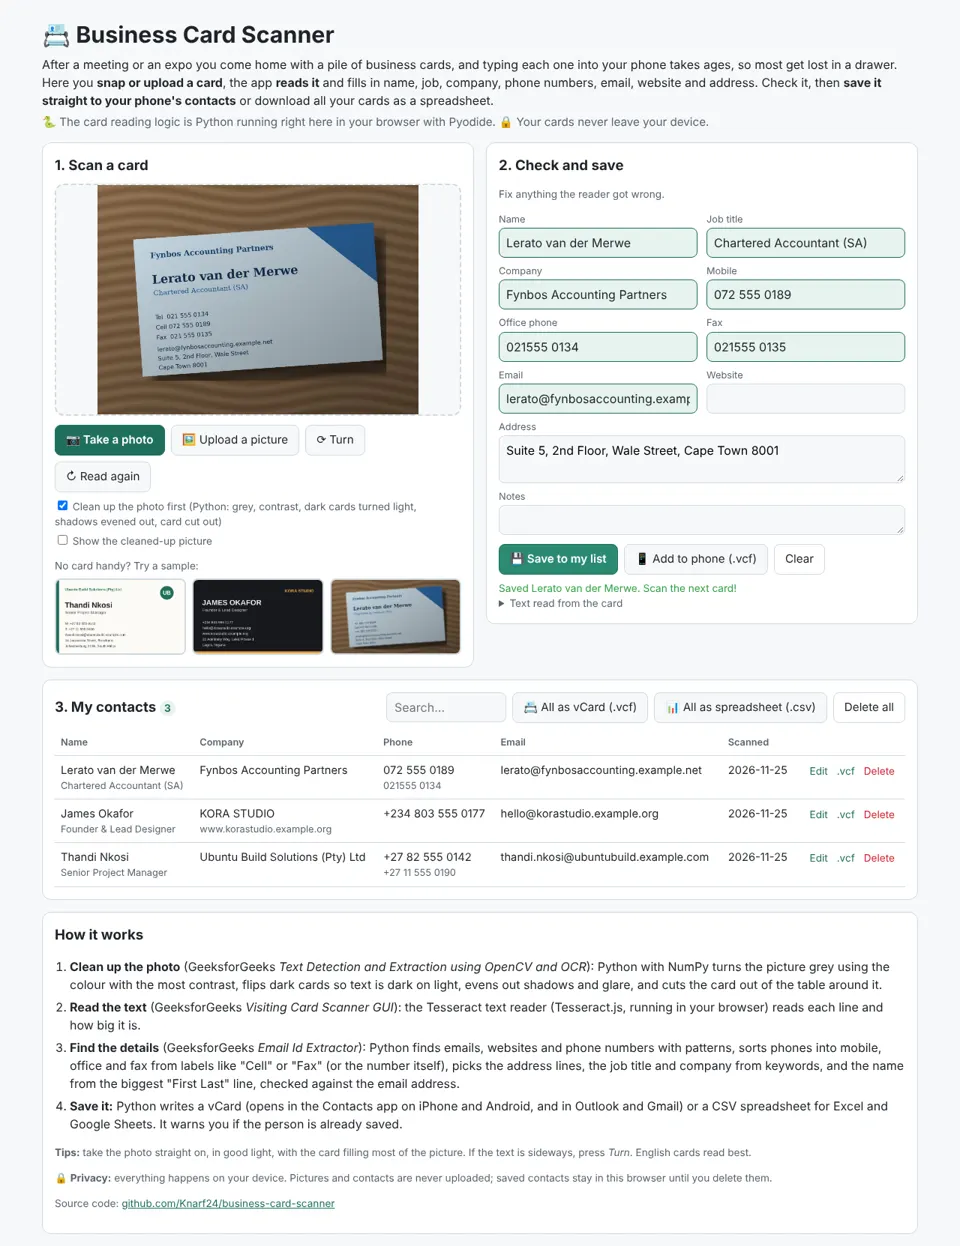 📇 Business Card Scanner
After a meeting or an expo you come home with a pile of business cards, and typing each one into your phone takes ages, so most get lost in a drawer.
Here you snap or upload a card, the app reads it and fills in name, job, company, phone numbers, email, website and address. Check it, then save it
straight to your phone's contacts or download all your cards as a spreadsheet.
🐍 The card reading logic is Python running right here in your browser with Pyodide. 🔒 Your cards never leave your device.
1. Scan a card
Fynbos Accounting Partners
Lerato van der Merwe
Chartered Accountant (SA)
Tel 021 555 0134
Cell 072 555 0189
Fax 021 555 0135
lerato@fynbosaccounting.example.net
Suite 5, 2nd Floor, Wale Street
Cape Town 8001
📷 Take a photo
🖼️ Upload a picture
⟳ Turn
↻ Read again
Clean up the photo first (Python: grey, contrast, dark cards turned light,
shadows evened out, card cut out)
Show the cleaned-up picture
No card handy? Try a sample:
Ubuntu Build Solutions (Pty) Ltd
UB
Thandi Nkosi
Senior Project Manager
KORA STUDIO
JAMES OKAFOR
Founder & Lead Designer
Lerato van der Merwe
2. Check and save
Fix anything the reader got wrong.
Name
Job title
Lerato van der Merwe
Chartered Accountant (SA)
Company
Mobile
Fynbos Accounting Partners
072 555 0189
Office phone
Fax
021555 0134
021555 0135
Email
Website
lerato@fynbosaccounting.examp
Address
Suite 5, 2nd Floor, Wale Street, Cape Town 8001
Notes
💾 Save to my list
📱 Add to phone (.vcf)
Clear
Saved Lerato van der Merwe. Scan the next card!
▶ Text read from the card
3. My contacts 3
Search...
📇 All as vCard (.vcf)
📊 All as spreadsheet (.csv)
Delete all
Name Company Phone Email Scanned
Lerato van der Merwe Fynbos Accounting Partners 072 555 0189 lerato@fynbosaccounting.example.net 2026-11-25 Edit .vcf Delete
Chartered Accountant (SA) 021555 0134
James Okafor KORA STUDIO +234 803 555 0177 hello@korastudio.example.org 2026-11-25 Edit .vcf Delete
Founder & Lead Designer www.korastudio.example.org
Thandi Nkosi Ubuntu Build Solutions (Pty) Ltd +27 82 555 0142 thandi.nkosi@ubuntubuild.example.com 2026-11-25 Edit .vcf Delete
Senior Project Manager +27 11 555 0190
How it works
1. Clean up the photo (GeeksforGeeks Text Detection and Extraction using OpenCV and OCR): Python with NumPy turns the picture grey using the
colour with the most contrast, flips dark cards so text is dark on light, evens out shadows and glare, and cuts the card out of the table around it.
2. Read the text (GeeksforGeeks Visiting Card Scanner GUI): the Tesseract text reader (Tesseract.js, running in your browser) reads each line and
how big it is.
3. Find the details (GeeksforGeeks Email Id Extractor): Python finds emails, websites and phone numbers with patterns, sorts phones into mobile,
office and fax from labels like "Cell" or "Fax" (or the number itself), picks the address lines, the job title and company from keywords, and the name
from the biggest "First Last" line, checked against the email address.
4. Save it: Python writes a vCard (opens in the Contacts app on iPhone and Android, and in Outlook and Gmail) or a CSV spreadsheet for Excel and
Google Sheets. It warns you if the person is already saved.
Tips: take the photo straight on, in good light, with the card filling most of the picture. If the text is sideways, press Turn. English cards read best.
🔒 Privacy: everything happens on your device. Pictures and contacts are never uploaded; saved contacts stay in this browser until you delete them.
Source code: github.com/Knarf24/business-card-scanner